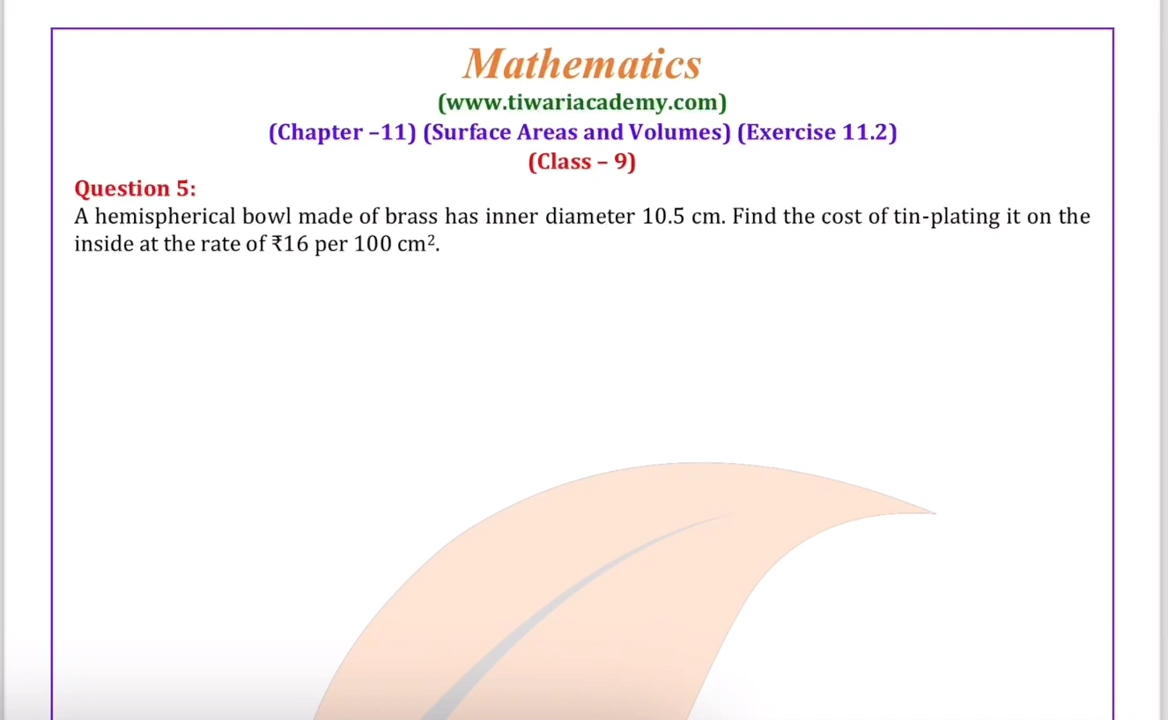 Mathematics
(www.tiwariacademy.com)
(Chapter –11) (Surface Areas and Volumes) (Exercise 11.2)
(Class – 9)
Question 5:
A hemispherical bowl made of brass has inner diameter 10.5 cm. Find the cost of tin-plating it on the
inside at the rate of ₹16 per 100 cm².